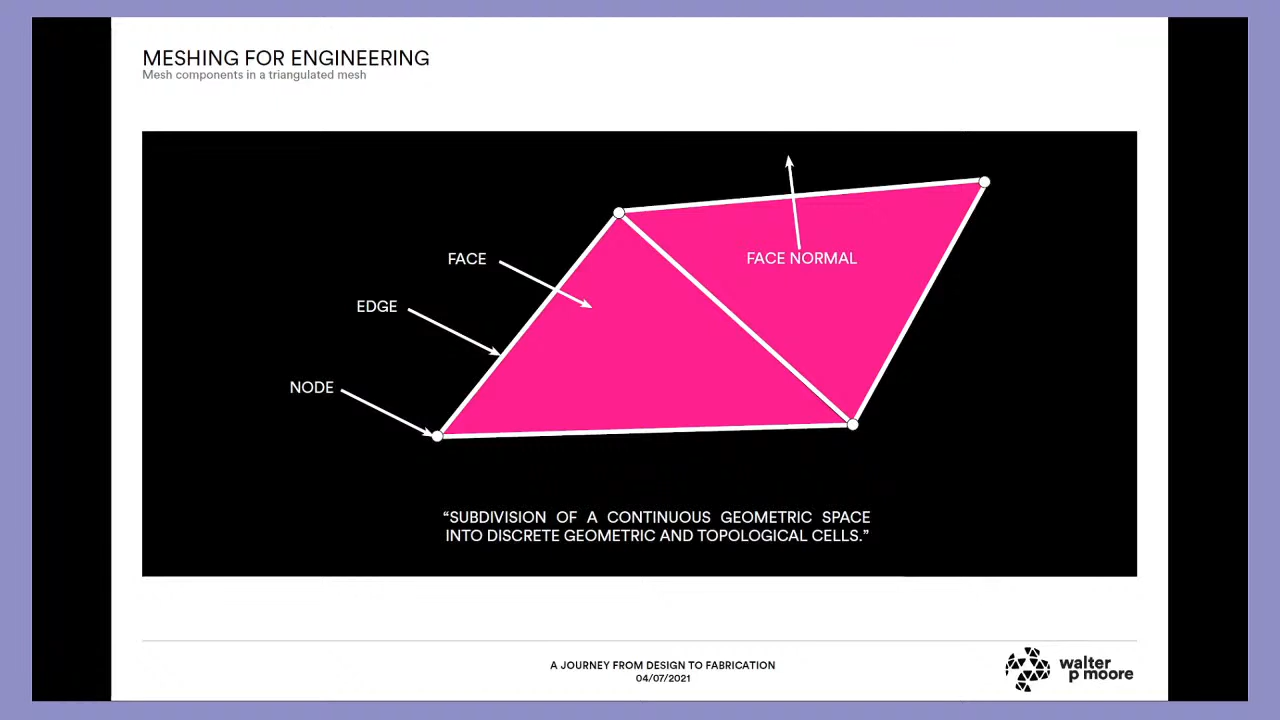 MESHING FOR ENGINEERING
Mesh components in a triangulated mesh
FACE
FACE NORMAL
EDGE
NODE
“SUBDIVISION OF A CONTINUOUS GEOMETRIC SPACE
INTO DISCRETE GEOMETRIC AND TOPOLOGICAL CELLS.”
A JOURNEY FROM DESIGN TO FABRICATION
04/07/2021
walter
p moore